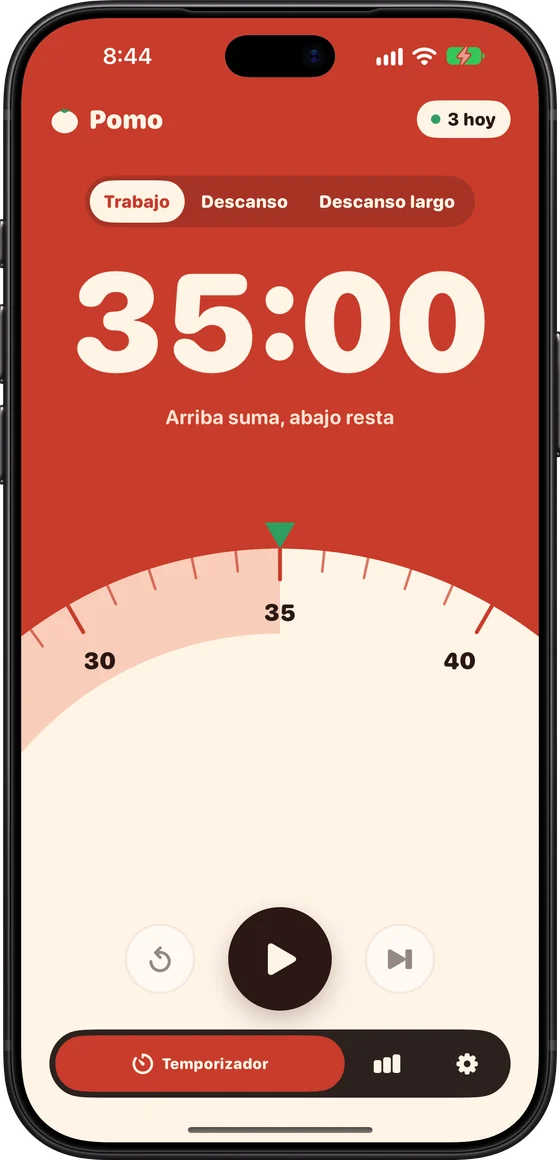 8:44
Pomo
3 hoy
Trabajo Descanso Descanso largo
35:00
Arriba suma, abajo resta
35
30 40
Temporizador